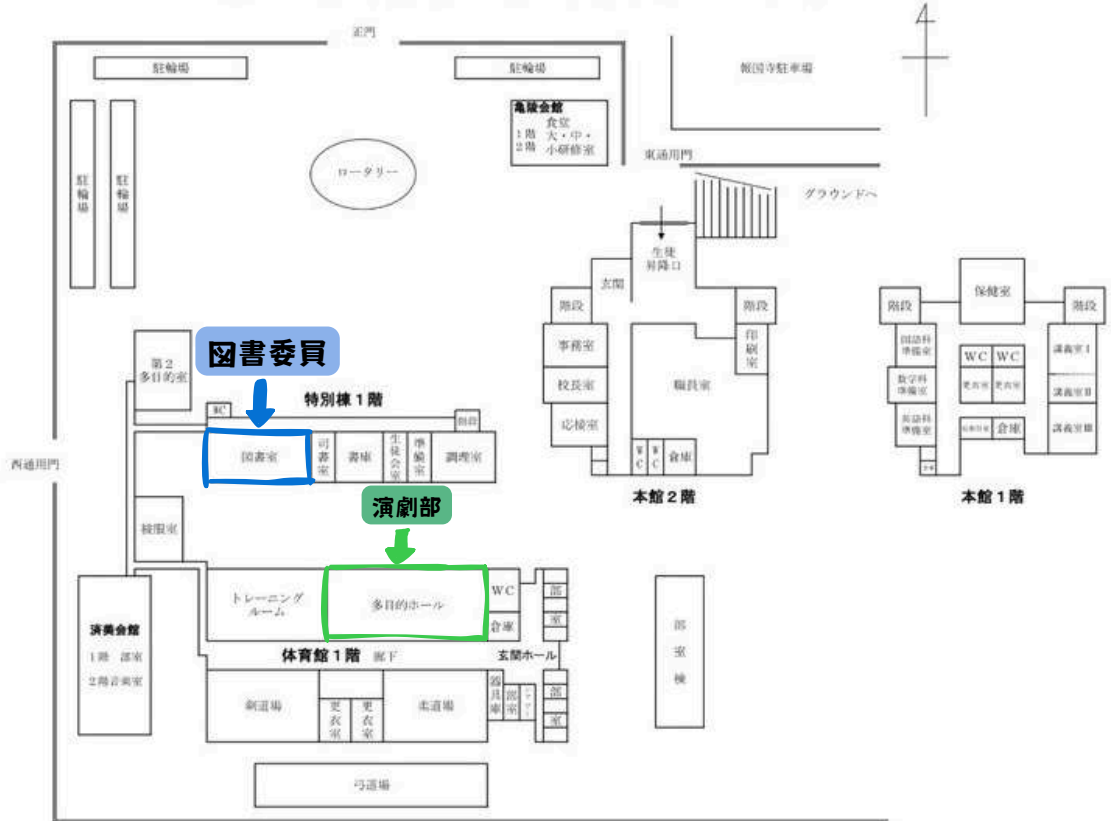 正門
駐輪場
駐輪場
報国寺駐車場
亀陵会館
食堂
1階 大・中・
2階 小研修室
東通用門
グラウンドへ
駐輪場
駐輪場
ロータリー
生徒
昇降口
玄関
階段
階段
事務室
印刷室
校長室
職員室
応接室
WC
WC
倉庫
本館2階
保健室
階段
階段
国語科
準備室
WC
WC
講義室Ⅰ
数学科
準備室
更衣室
更衣室
講義室Ⅱ
英語科
準備室
倉庫
講義室Ⅲ
本館1階
図書委員
第2
多目的室
特別棟1階
WC
階段
図書室
司書室
書庫
生徒会室
準備室
調理室
西通用門
演劇部
被服室
トレーニング
ルーム
多目的ホール
WC
倉庫
部
室
済美会館
1階 部室
2階音楽室
体育館1階 廊下
玄関ホール
部室棟
剣道場
更衣室
更衣室
柔道場
器具庫
部室
部
室
弓道場